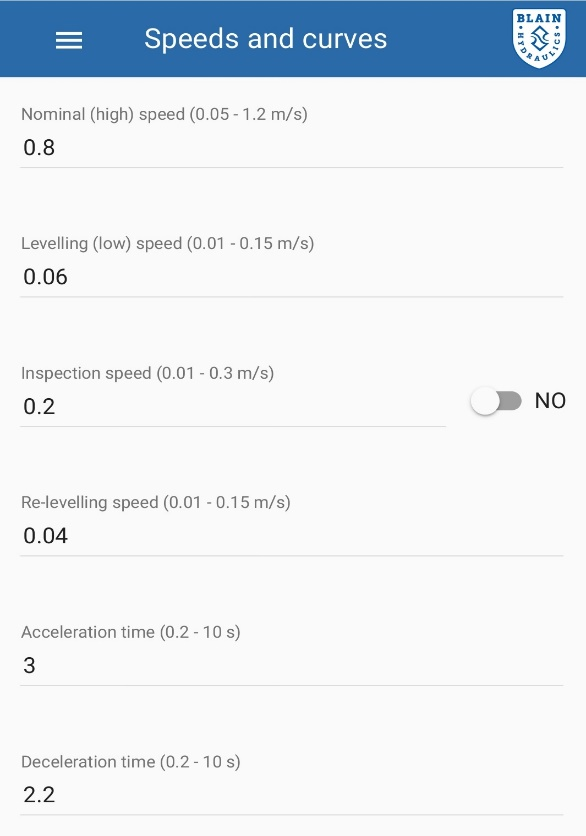 Speeds and curves
BLAIN
HYDRAULICS
Nominal (high) speed (0.05 - 1.2 m/s)
0.8
Levelling (low) speed (0.01 - 0.15 m/s)
0.06
Inspection speed (0.01 - 0.3 m/s)
0.2
NO
Re-levelling speed (0.01 - 0.15 m/s)
0.04
Acceleration time (0.2 - 10 s)
3
Deceleration time (0.2 - 10 s)
2.2